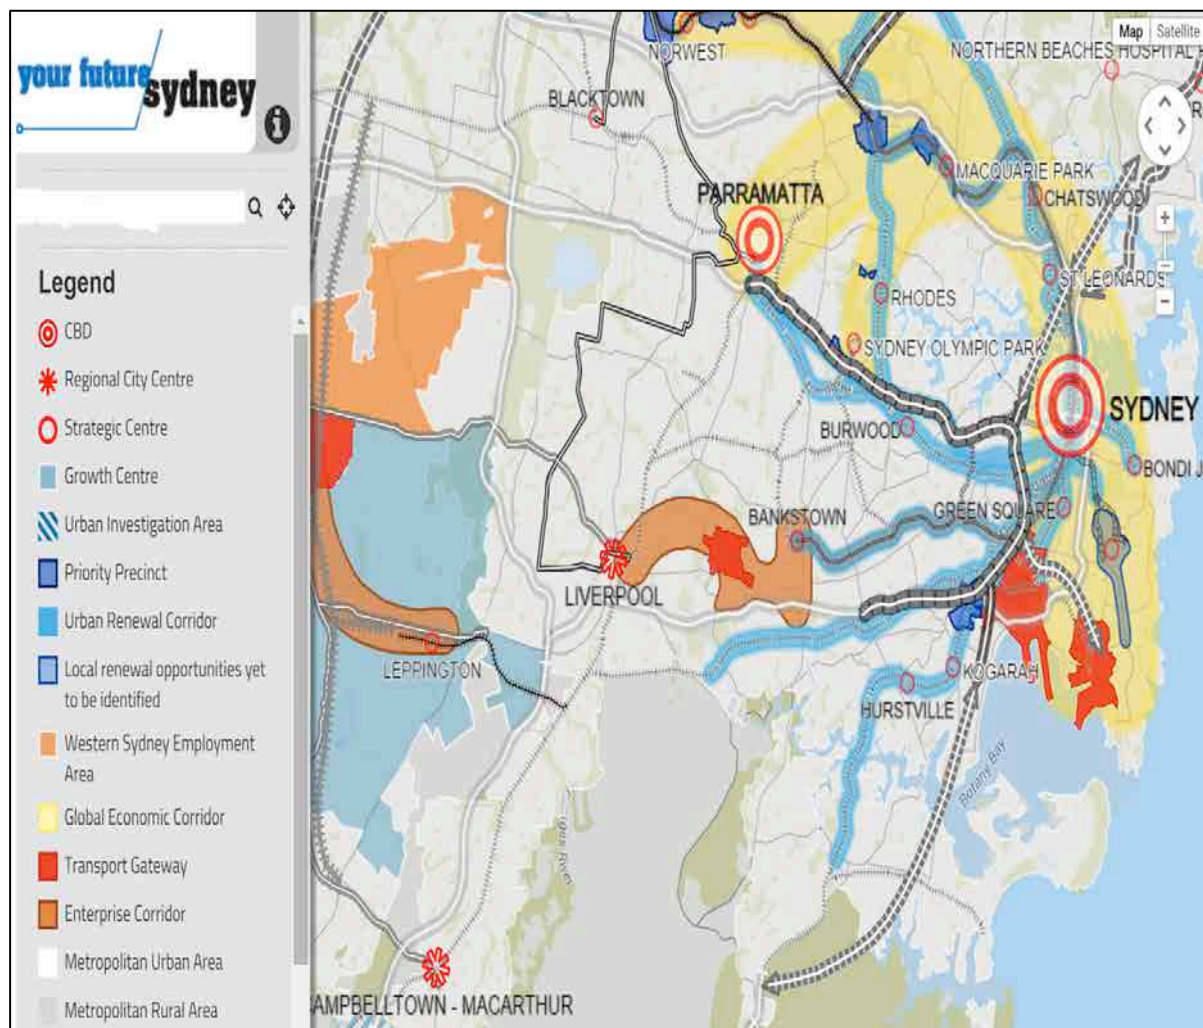 your future
sydney
i
Legend
CBD
Regional City Centre
Strategic Centre
Growth Centre
Urban Investigation Area
Priority Precinct
Urban Renewal Corridor
Local renewal opportunities yet
to be identified
Western Sydney Employment
Area
Global Economic Corridor
Transport Gateway
Enterprise Corridor
Metropolitan Urban Area
Metropolitan Rural Area
Map
Satellite
NORWEST
NORTHERN BEACHES HOSPITAL
BLACKTOWN
MACQUARIE PARK
PARRAMATTA
CHATSWOOD
ST LEONARDS
RHODES
SYDNEY OLYMPIC PARK
SYDNEY
BURWOOD
BONDI J
GREEN SQUARE
BANKSTOWN
LIVERPOOL
LEPPINGTON
KOGARAH
HURSTVILLE
Botany Bay
CAMPBELLTOWN - MACARTHUR